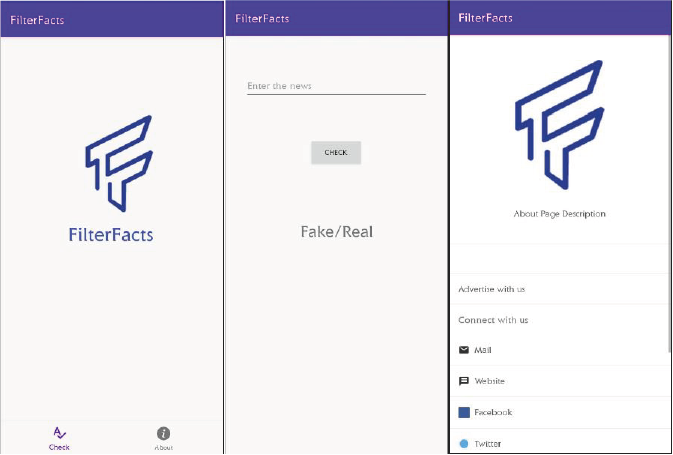 FilterFacts
FilterFacts
Check
About
FilterFacts
Enter the news
CHECK
Fake/Real
FilterFacts
About Page Description
Advertise with us
Connect with us
Mail
Website
Facebook
Twitter